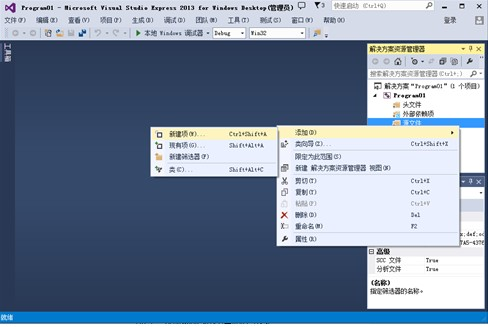 Program01 - Microsoft Visual Studio Express 2013 for Windows Desktop(管理员)
3
快速启动 (Ctrl+Q)
文件(F) 编辑(E) 视图(V) 项目(P) 生成(B) 调试(D) 团队(M) 工具(T) 测试(S) 窗口(W) 帮助(H)
登录
本地 Windows 调试器 Debug Win32
工具箱
解决方案资源管理器
搜索解决方案资源管理器(Ctrl+;)
解决方案"Program01"(1 个项目)
Program01
头文件
外部依赖项
源文件
新建项(W)... Ctrl+Shift+A
现有项(G)... Shift+Alt+A
新建筛选器(F)
类(C)... Shift+Alt+C
添加(D)
类向导(Z)... Ctrl+Shift+X
限定为此范围(S)
新建 解决方案资源管理器 视图(N)
剪切(T) Ctrl+X
复制(Y) Ctrl+C
粘贴(P) Ctrl+V
删除(D) Del
重命名(M) F2
属性(R)
高级
SCC 文件 True
分析文件 True
(名称)
指定筛选器的名称。
就绪